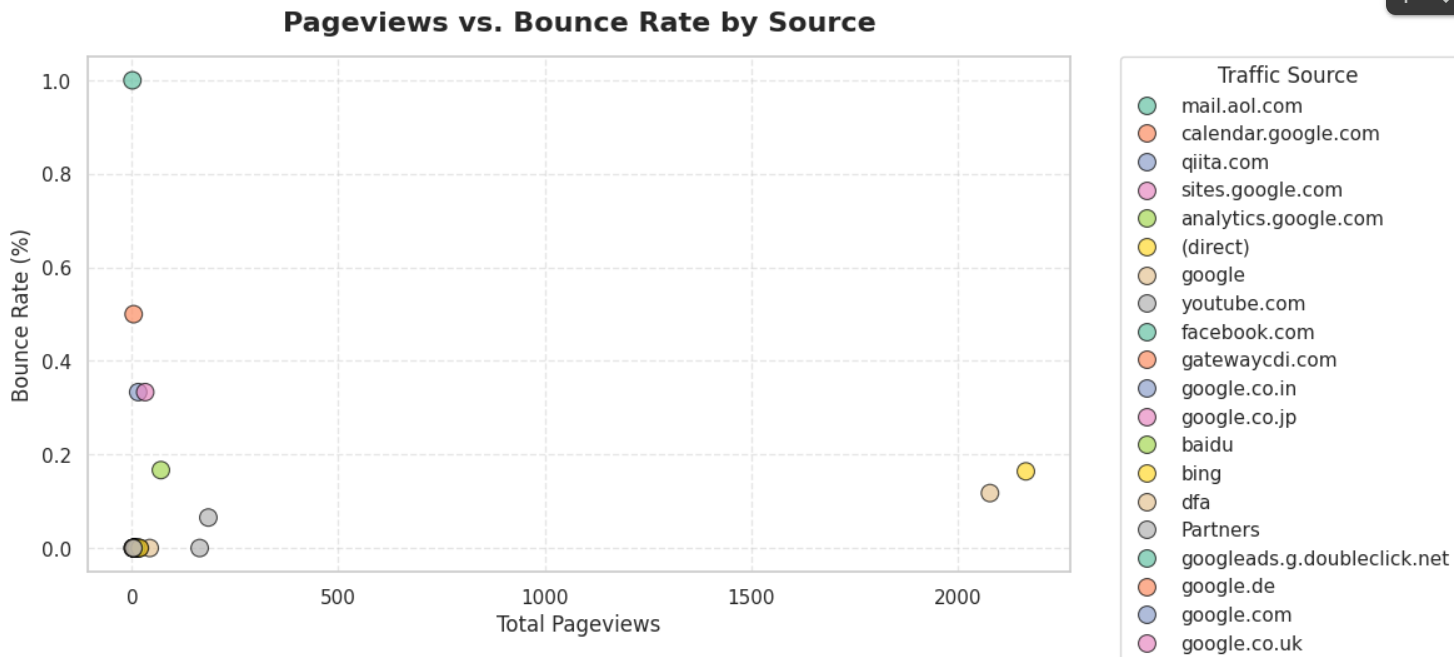 Pageviews vs. Bounce Rate by Source
Bounce Rate (%)
1.0
0.8
0.6
0.4
0.2
0.0
0
500
1000
1500
2000
Total Pageviews
Traffic Source
mail.aol.com
calendar.google.com
qiita.com
sites.google.com
analytics.google.com
(direct)
google
youtube.com
facebook.com
gatewaycdi.com
google.co.in
google.co.jp
baidu
bing
dfa
Partners
googleads.g.doubleclick.net
google.de
google.com
google.co.uk